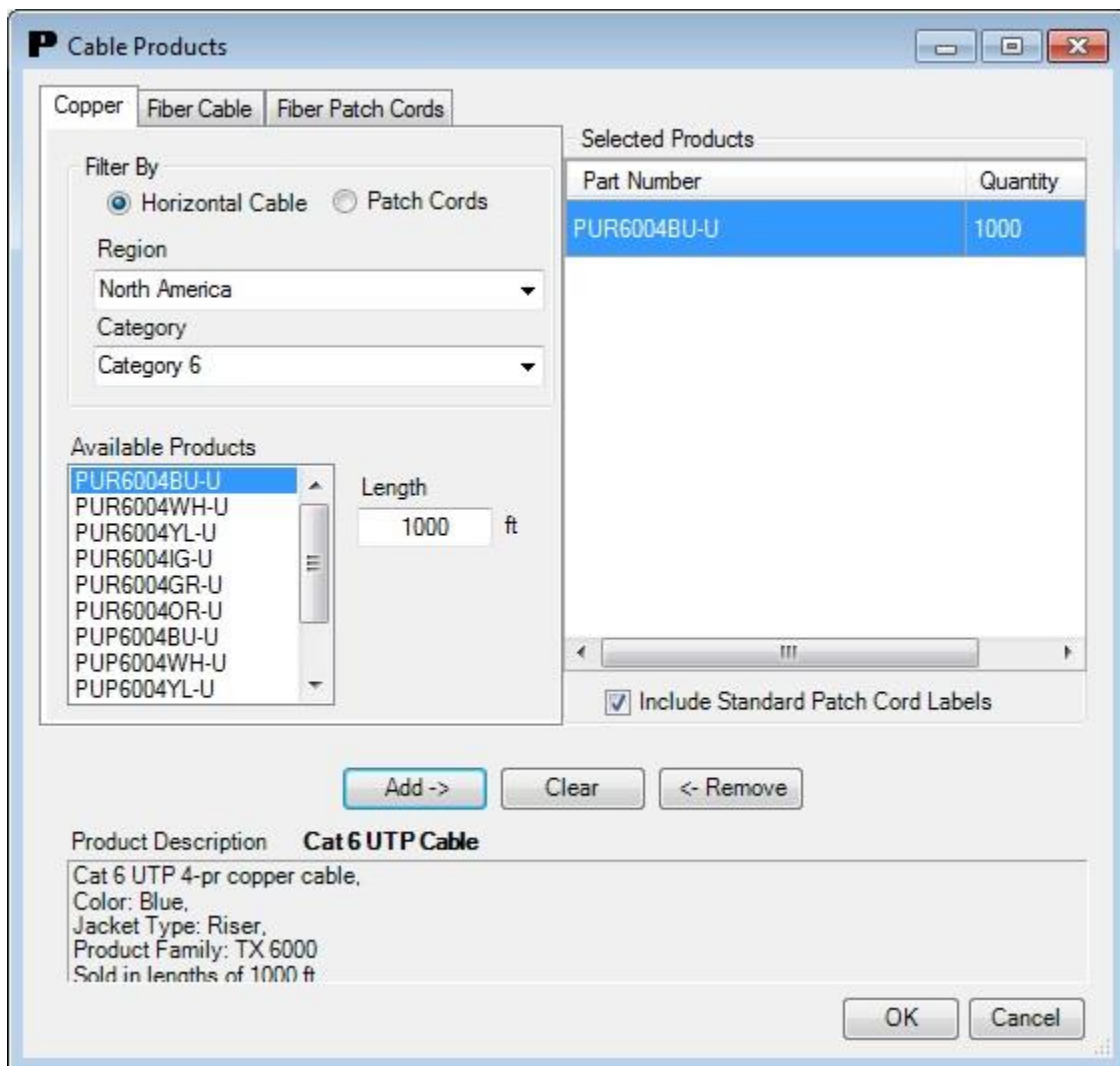 P Cable Products
Copper Fiber Cable Fiber Patch Cords
Filter By
Horizontal Cable Patch Cords
Region
North America
Category
Category 6
Available Products
PUR6004BU-U
PUR6004WH-U
PUR6004YL-U
PUR6004IG-U
PUR6004GR-U
PUR6004OR-U
PUP6004BU-U
PUP6004WH-U
PUP6004YL-U
Length
1000 ft
Selected Products
Part Number Quantity
PUR6004BU-U 1000
Include Standard Patch Cord Labels
Add -> Clear <- Remove
Product Description Cat 6 UTP Cable
Cat 6 UTP 4-pr copper cable,
Color: Blue,
Jacket Type: Riser,
Product Family: TX 6000
Sold in lengths of 1000 ft
OK Cancel